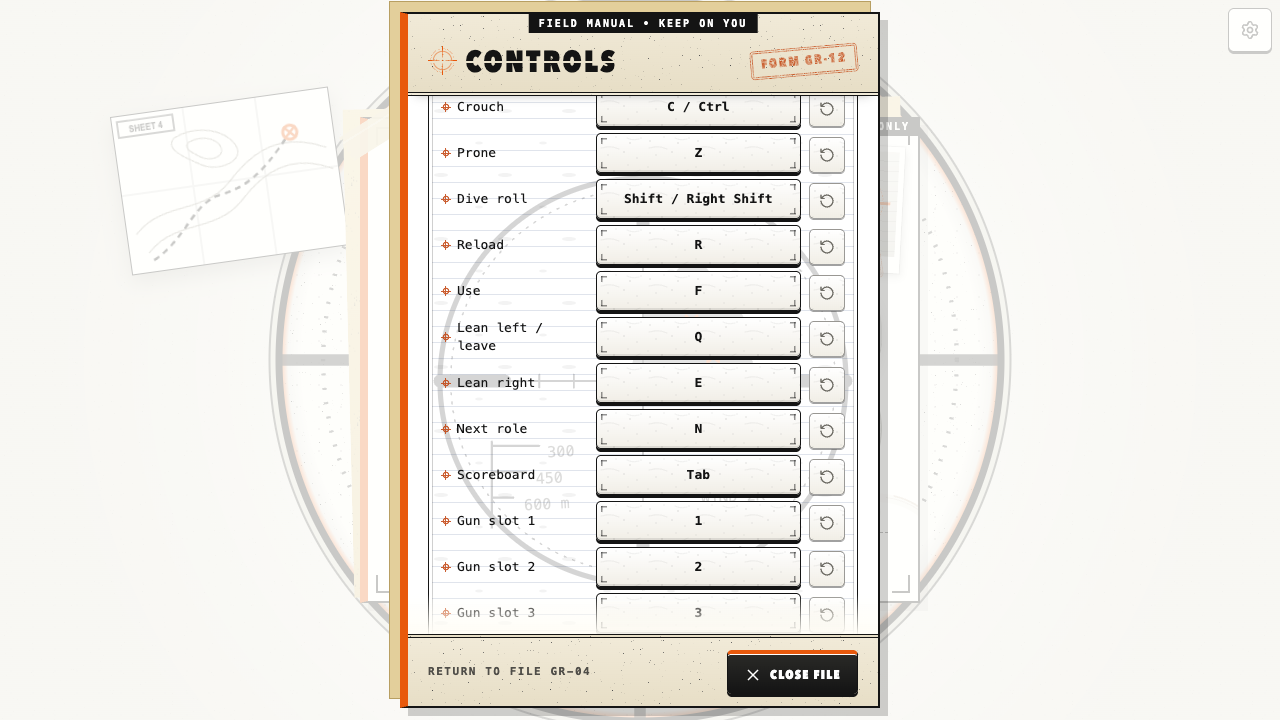 FIELD MANUAL • KEEP ON YOU
CONTROLS
FORM GR-12
SHEET 4
ONLY
Crouch
C / Ctrl
Prone
Z
Dive roll
Shift / Right Shift
Reload
R
Use
F
Lean left /
leave
Q
Lean right
E
Next role
N
300
450
600 m
Scoreboard
Tab
Gun slot 1
1
Gun slot 2
2
Gun slot 3
3
RETURN TO FILE GR-04
CLOSE FILE